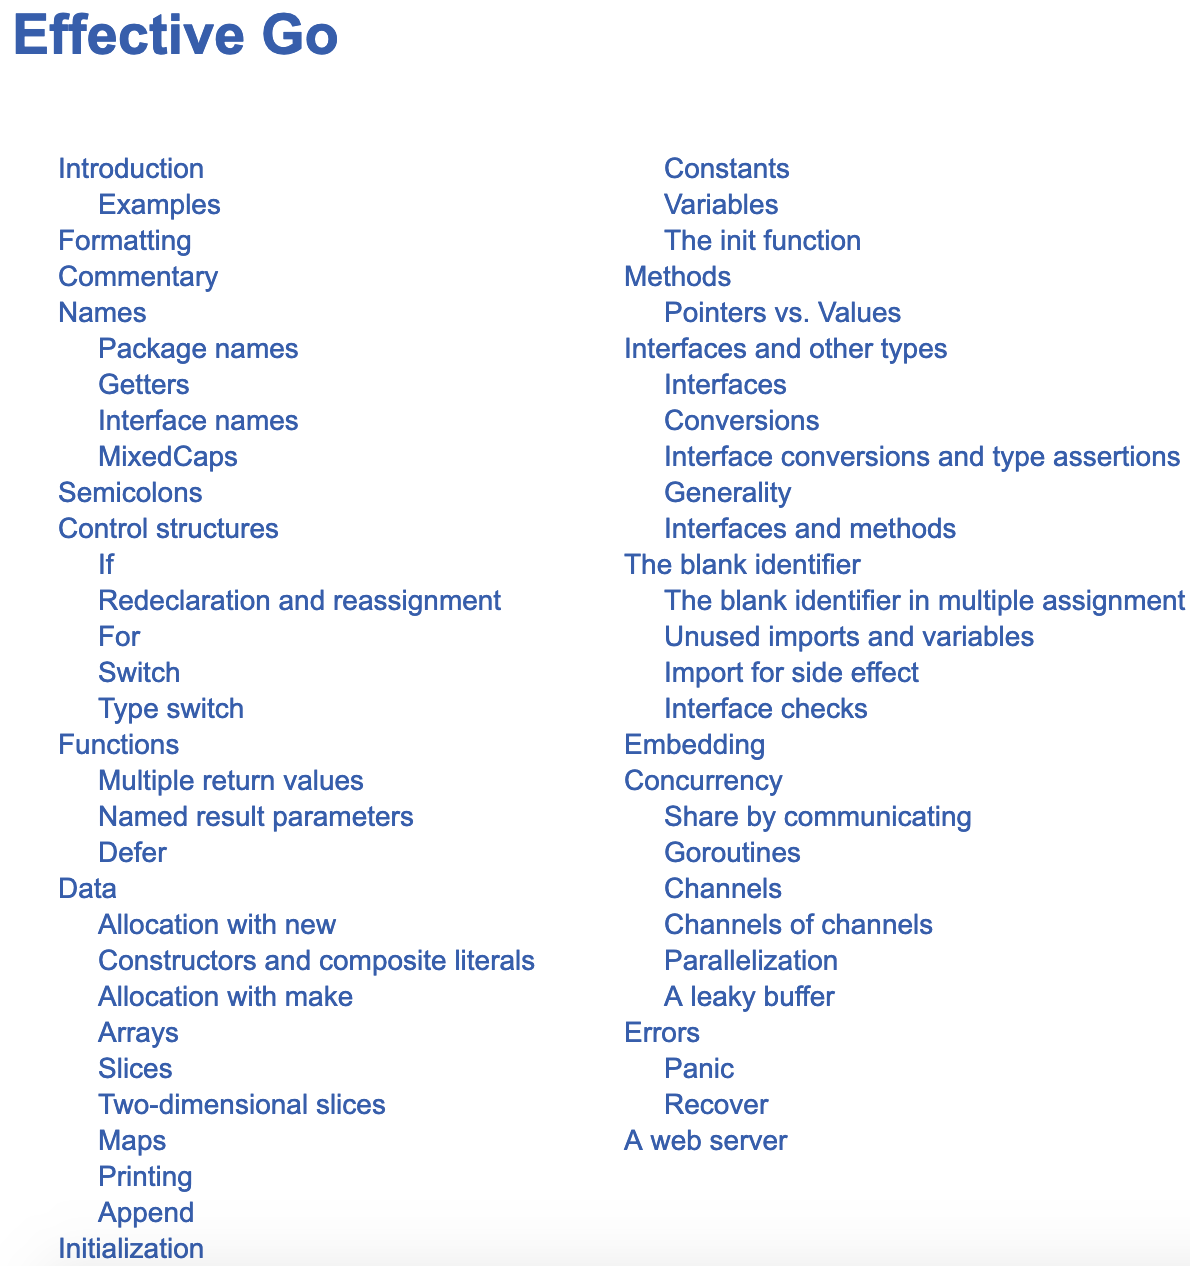 Effective Go
Introduction
Examples
Formatting
Commentary
Names
Package names
Getters
Interface names
MixedCaps
Semicolons
Control structures
If
Redeclaration and reassignment
For
Switch
Type switch
Functions
Multiple return values
Named result parameters
Defer
Data
Allocation with new
Constructors and composite literals
Allocation with make
Arrays
Slices
Two-dimensional slices
Maps
Printing
Append
Initialization
Constants
Variables
The init function
Methods
Pointers vs. Values
Interfaces and other types
Interfaces
Conversions
Interface conversions and type assertions
Generality
Interfaces and methods
The blank identifier
The blank identifier in multiple assignment
Unused imports and variables
Import for side effect
Interface checks
Embedding
Concurrency
Share by communicating
Goroutines
Channels
Channels of channels
Parallelization
A leaky buffer
Errors
Panic
Recover
A web server